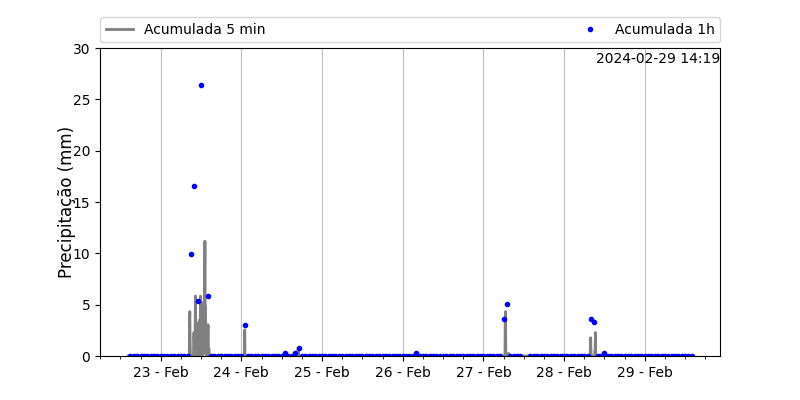 Acumulada 5 min
Acumulada 1h
2024-02-29 14:19
Precipitação (mm)
30
25
20
15
10
5
0
23 - Feb
24 - Feb
25 - Feb
26 - Feb
27 - Feb
28 - Feb
29 - Feb